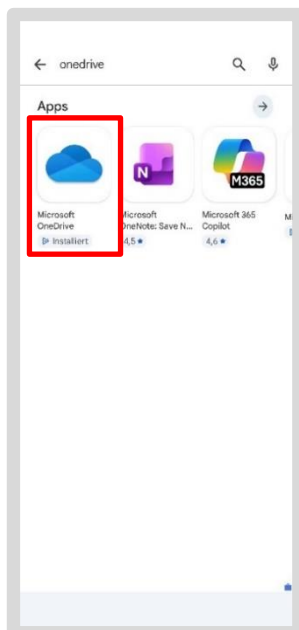 onedrive
Apps
N
M365
Microsoft
OneDrive
Installiert
Microsoft
OneNote: Save N...
4,5 ★
Microsoft 365
Copilot
4,6 ★
M